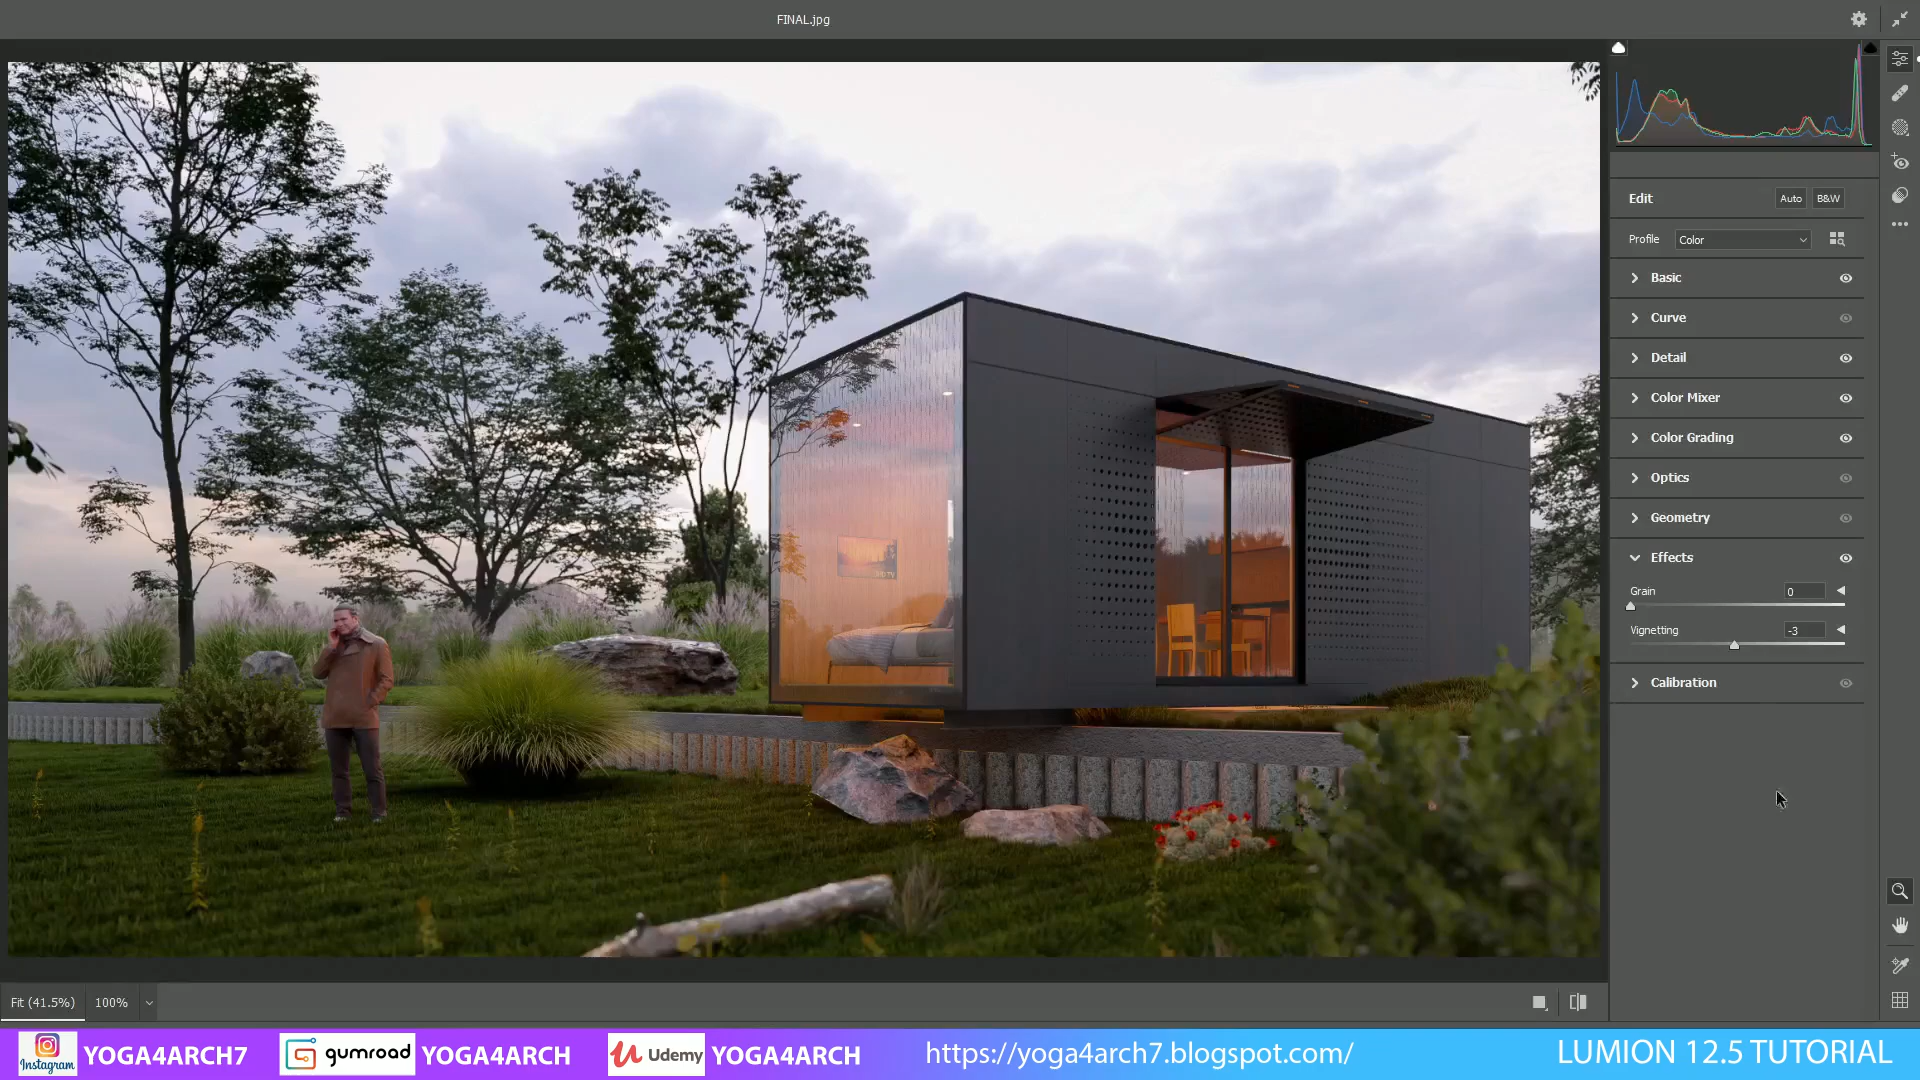 FINAL.jpg
Edit
Auto
B&W
Profile
Color
Basic
Curve
Detail
Color Mixer
Color Grading
Optics
Geometry
Effects
Grain
0
Vignetting
-3
Calibration
Fit (41.5%)
100%
Instagram
YOGA4ARCH7
gumroad
YOGA4ARCH
Udemy
YOGA4ARCH
https://yoga4arch7.blogspot.com/
LUMION 12.5 TUTORIAL